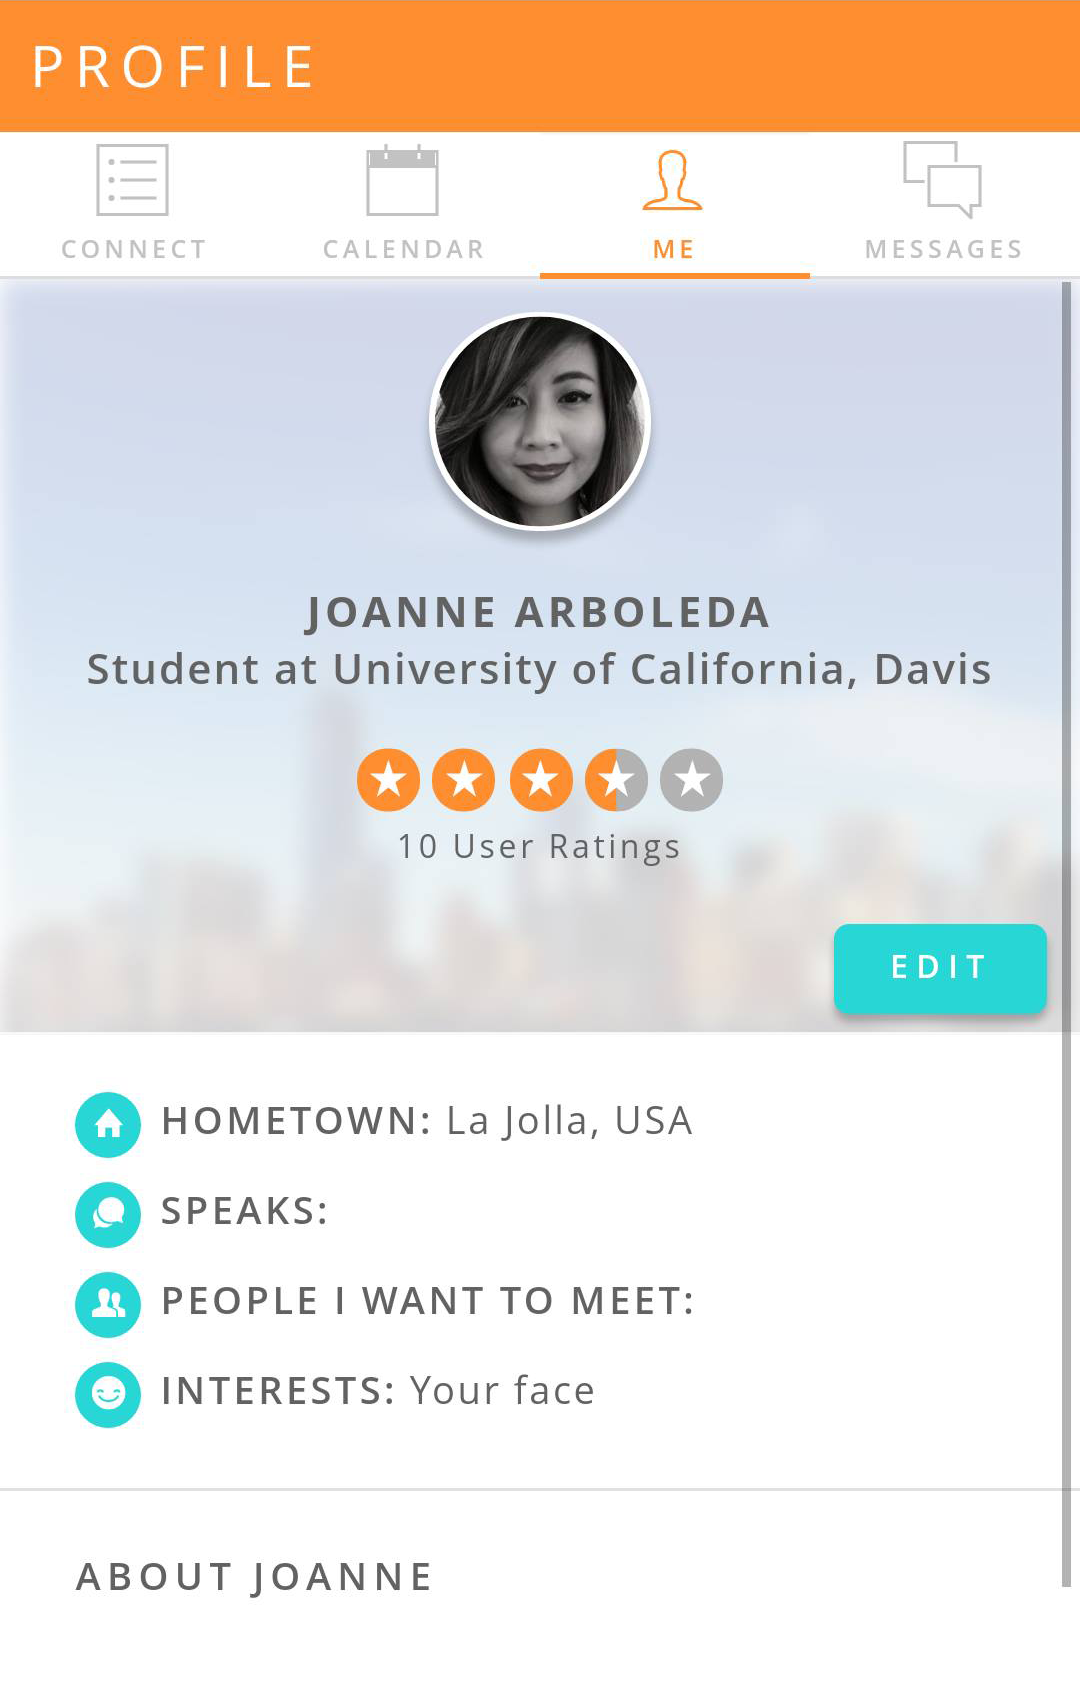 PROFILE
CONNECT
CALENDAR
ME
MESSAGES
JOANNE ARBOLEDA
Student at University of California, Davis
10 User Ratings
EDIT
HOMETOWN: La Jolla, USA
SPEAKS:
PEOPLE I WANT TO MEET:
INTERESTS: Your face
ABOUT JOANNE